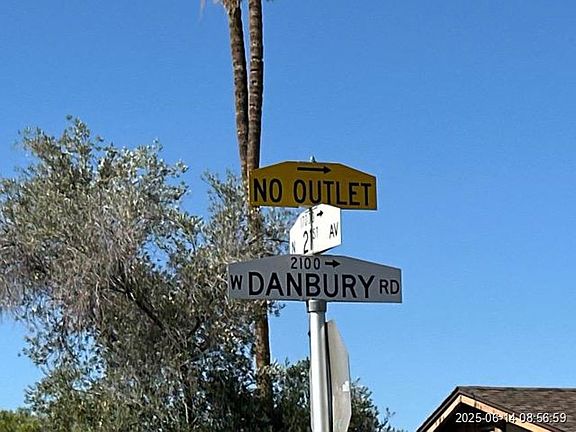 →
NO OUTLET
N 21ST AV
2100 →
W DANBURY RD
2025-06-14 08:56:59